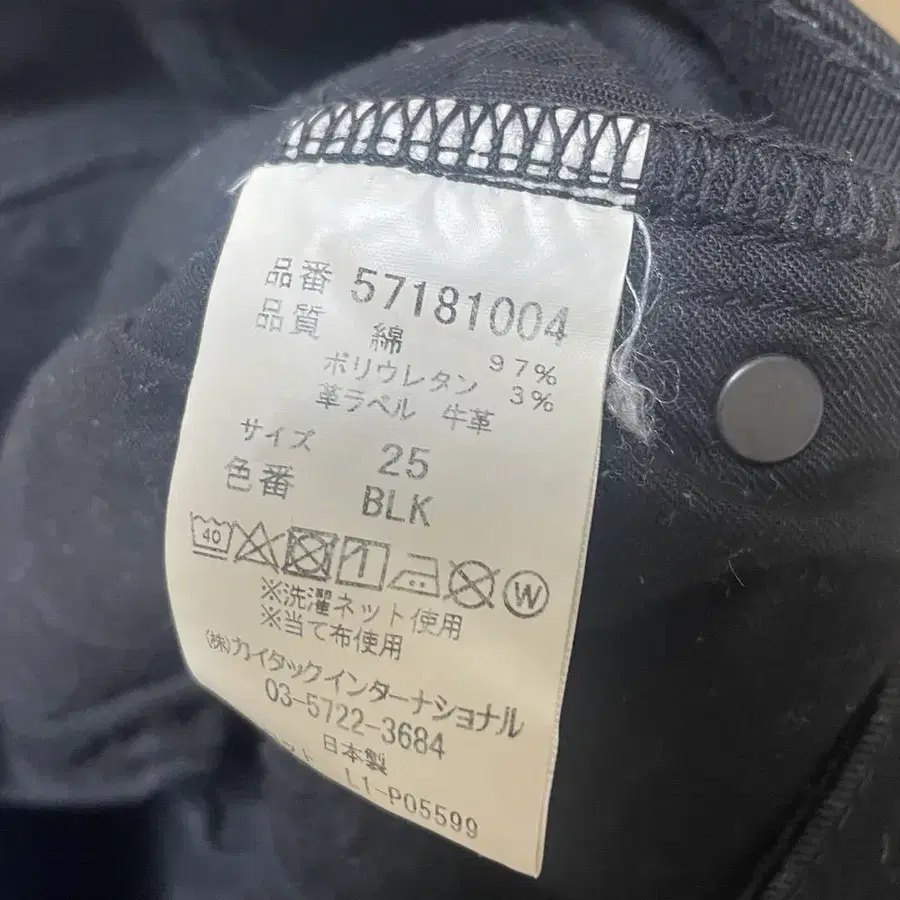 品番 57181004
品質 綿 97%
ポリウレタン 3%
革ラベル 牛革
サイズ 25
色番 BLK
40 W
※洗濯ネット使用
※当て布使用
(株)カイタックインターナショナル
03-5722-3684
日本製
L1-P05599